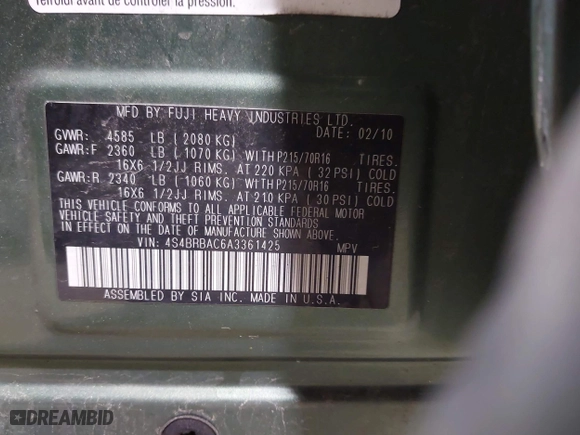 refroidi avant de contrôler la pression.
MFD BY FUJI HEAVY INDUSTRIES LTD.
DATE: 02/10
GVWR: 4585 LB ( 2080 KG)
GAWR:F 2360 LB ( 1070 KG) WITH P215/70R16 TIRES.
16X6 1/2JJ RIMS. AT 220 KPA ( 32 PSI) COLD
GAWR:R 2340 LB ( 1060 KG) WITH P215/70R16 TIRES.
16X6 1/2JJ RIMS. AT 210 KPA ( 30 PSI) COLD
THIS VEHICLE CONFORMS TO ALL APPLICABLE FEDERAL MOTOR
VEHICLE SAFETY AND THEFT PREVENTION STANDARDS
IN EFFECT ON THE DATE OF MANUFACTURE SHOWN ABOVE.
VIN: 4S4BRBAC6A3361425 MPV
ASSEMBLED BY SIA INC. MADE IN U.S.A.
DREAMBID